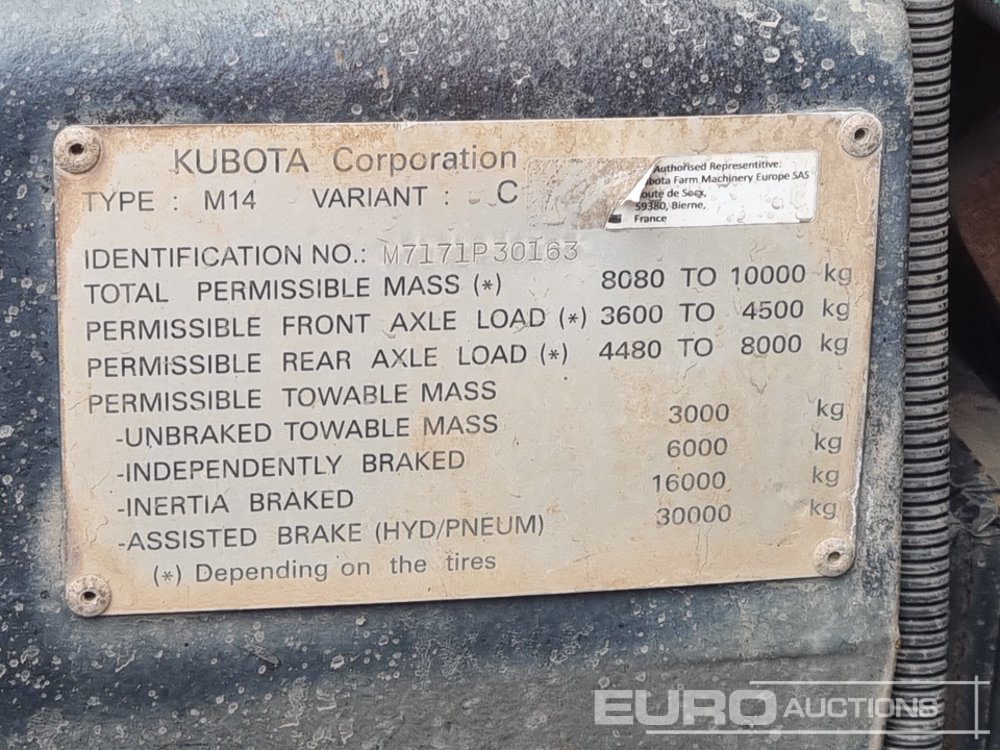 KUBOTA Corporation
TYPE : M14 VARIANT : C
Authorised Representitive:
Kubota Farm Machinery Europe SAS
Route de Socx,
59380, Bierne,
France
IDENTIFICATION NO.: M7171P30163
TOTAL PERMISSIBLE MASS (*) 8080 TO 10000 kg
PERMISSIBLE FRONT AXLE LOAD (*) 3600 TO 4500 kg
PERMISSIBLE REAR AXLE LOAD (*) 4480 TO 8000 kg
PERMISSIBLE TOWABLE MASS
-UNBRAKED TOWABLE MASS 3000 kg
-INDEPENDENTLY BRAKED 6000 kg
-INERTIA BRAKED 16000 kg
-ASSISTED BRAKE (HYD/PNEUM) 30000 kg
(*) Depending on the tires
EURO AUCTIONS